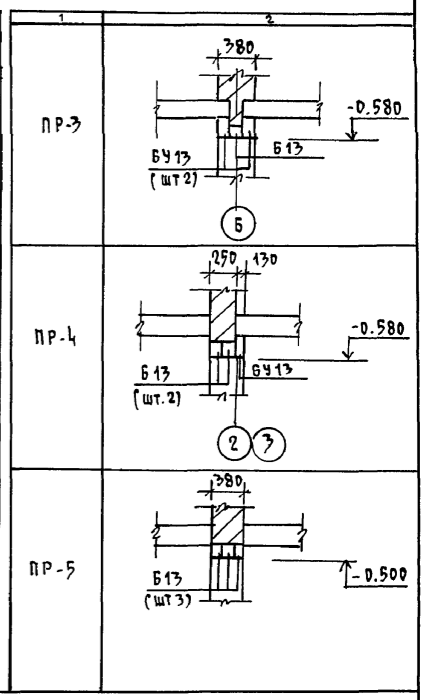 1 2
ПР-3
380
-0.580
БУ13
(шт2)
Б13
Б
ПР-4
250 130
-0.580
Б13
(шт.2)
БУ13
2 3
ПР-5
380
Б13
(шт3)
-0.500